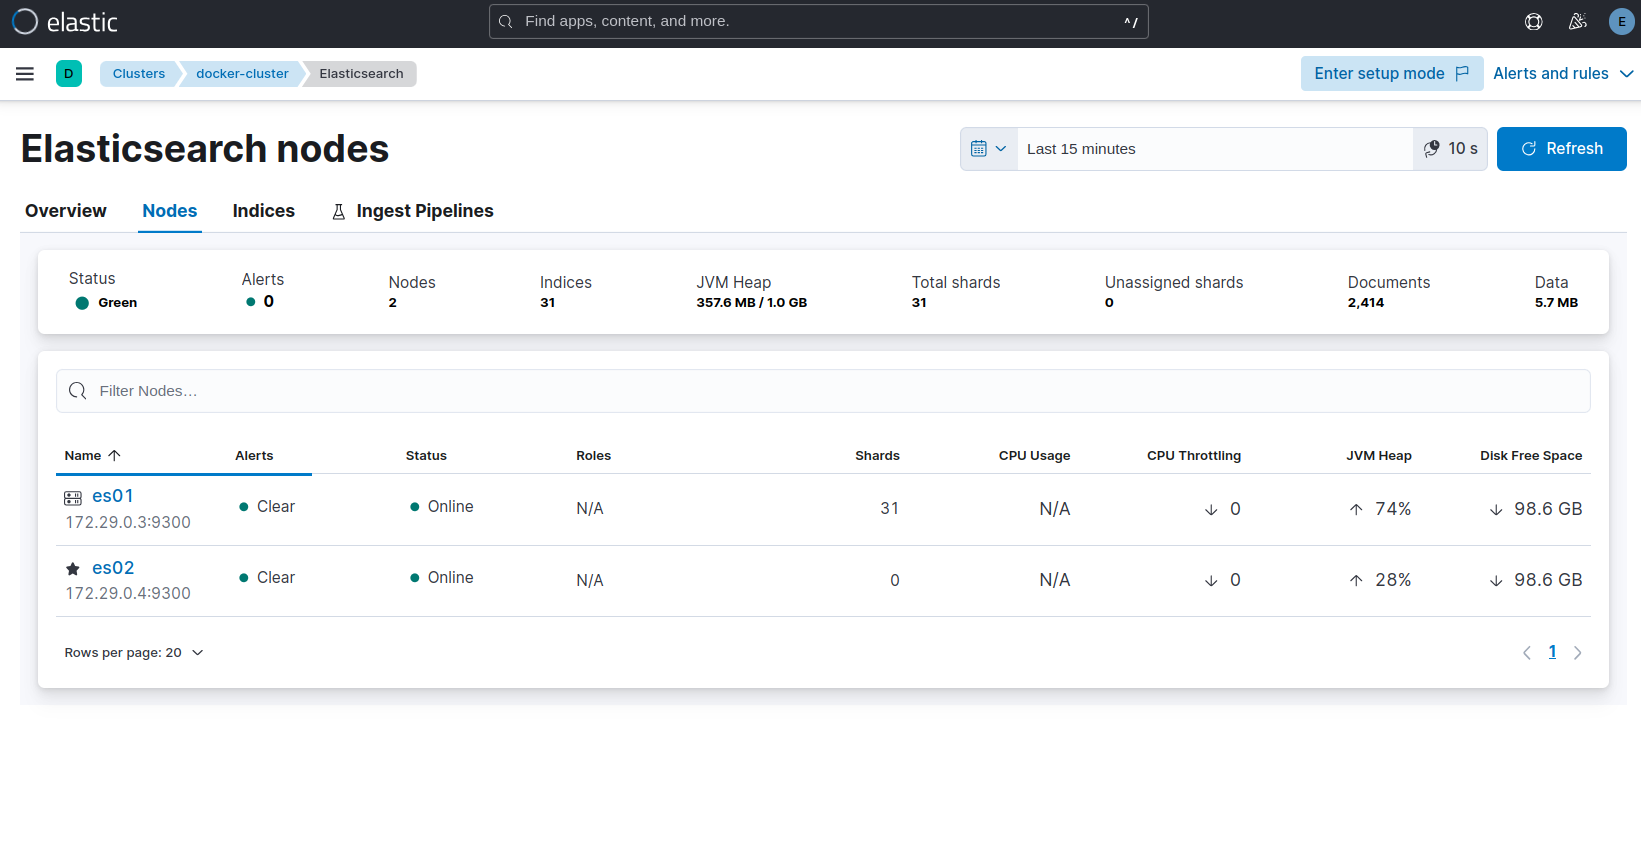 elastic
Find apps, content, and more.
^/
E
D
Clusters
docker-cluster
Elasticsearch
Enter setup mode
Alerts and rules
Elasticsearch nodes
Last 15 minutes
10 s
Refresh
Overview
Nodes
Indices
Ingest Pipelines
Status
Green
Alerts
0
Nodes
2
Indices
31
JVM Heap
357.6 MB / 1.0 GB
Total shards
31
Unassigned shards
0
Documents
2,414
Data
5.7 MB
Filter Nodes…
Name Alerts Status Roles Shards CPU Usage CPU Throttling JVM Heap Disk Free Space
es01
172.29.0.3:9300
Clear Online N/A 31 N/A 0 74% 98.6 GB
es02
172.29.0.4:9300
Clear Online N/A 0 N/A 0 28% 98.6 GB
Rows per page: 20
1